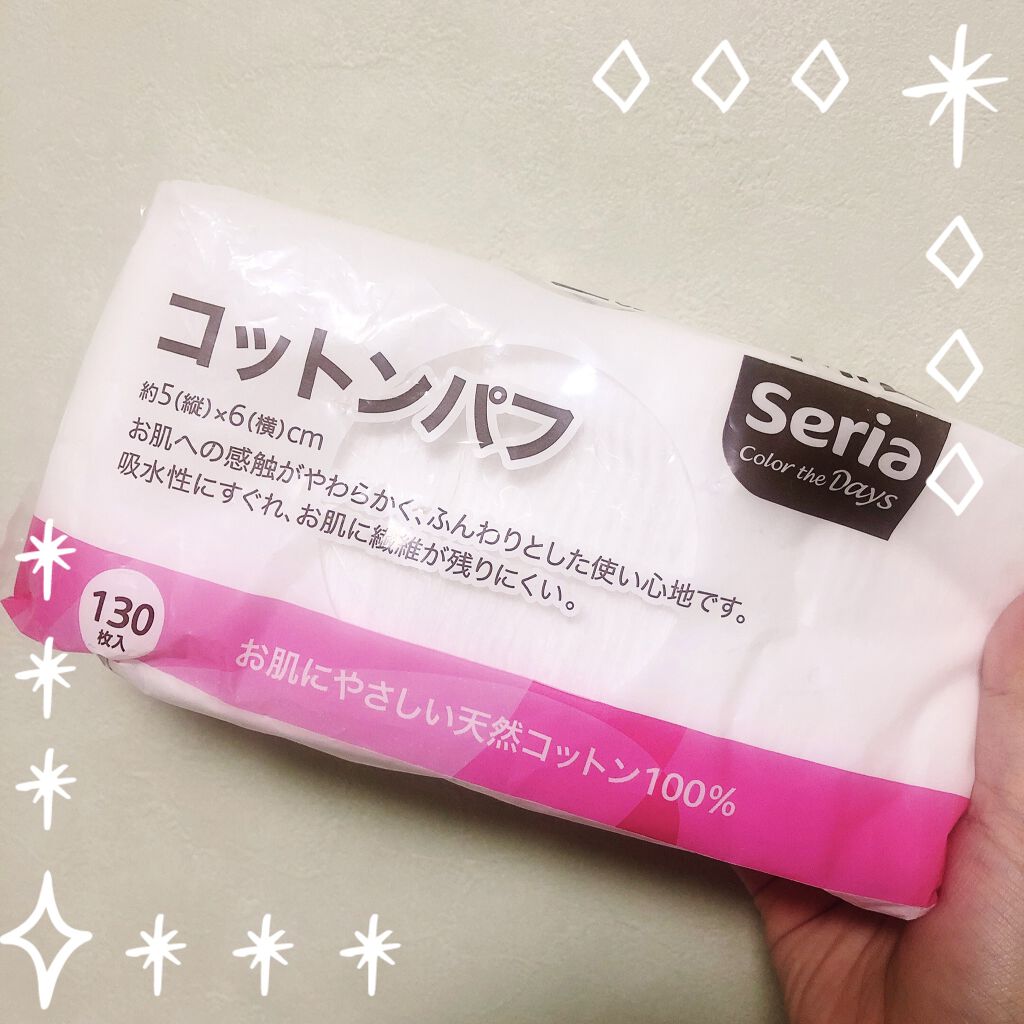 コットンパフ
約5(縦)×6(横)cm
お肌への感触がやわらかく、ふんわりとした使い心地です。
吸水性にすぐれ、お肌に繊維が残りにくい。
Seria
Color the Days
130
枚入
お肌にやさしい天然コットン100%